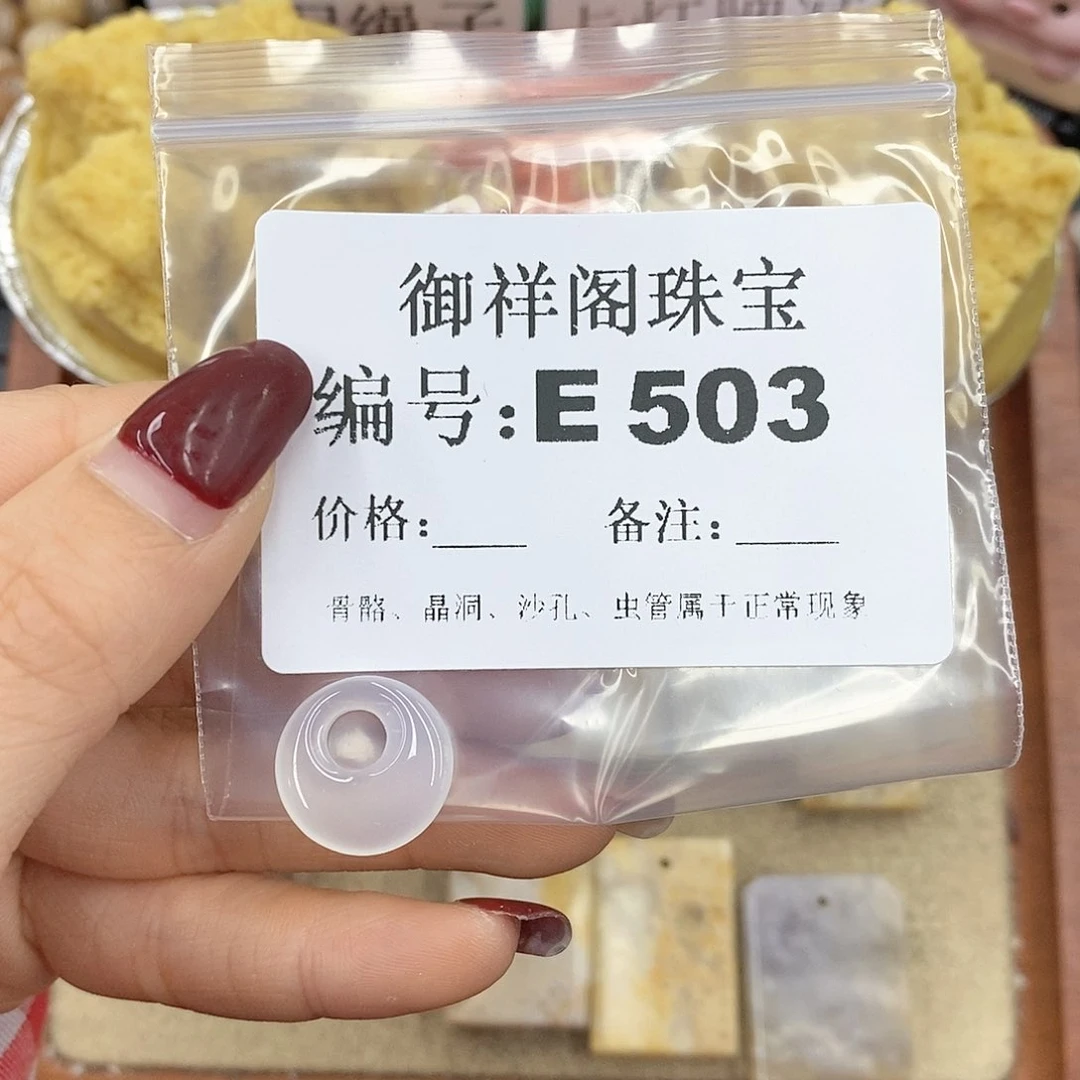 御祥阁珠宝
编号:E 503
价格:____ 备注:____
骨骼、晶洞、沙孔、虫管属于正常现象